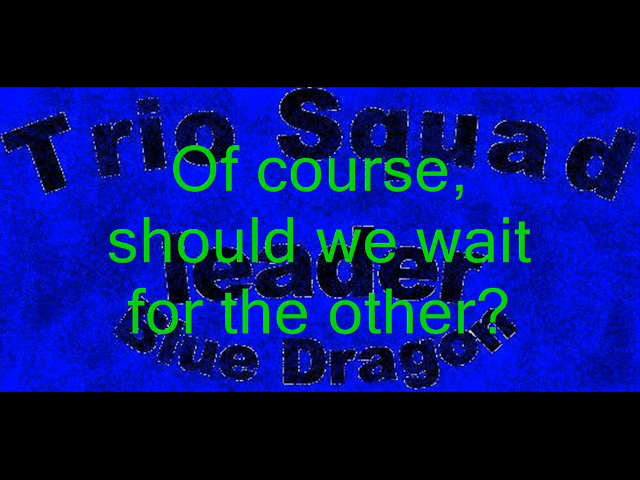 Trio Squad
Of course,
should we wait
leader
for the other?
Blue Dragon